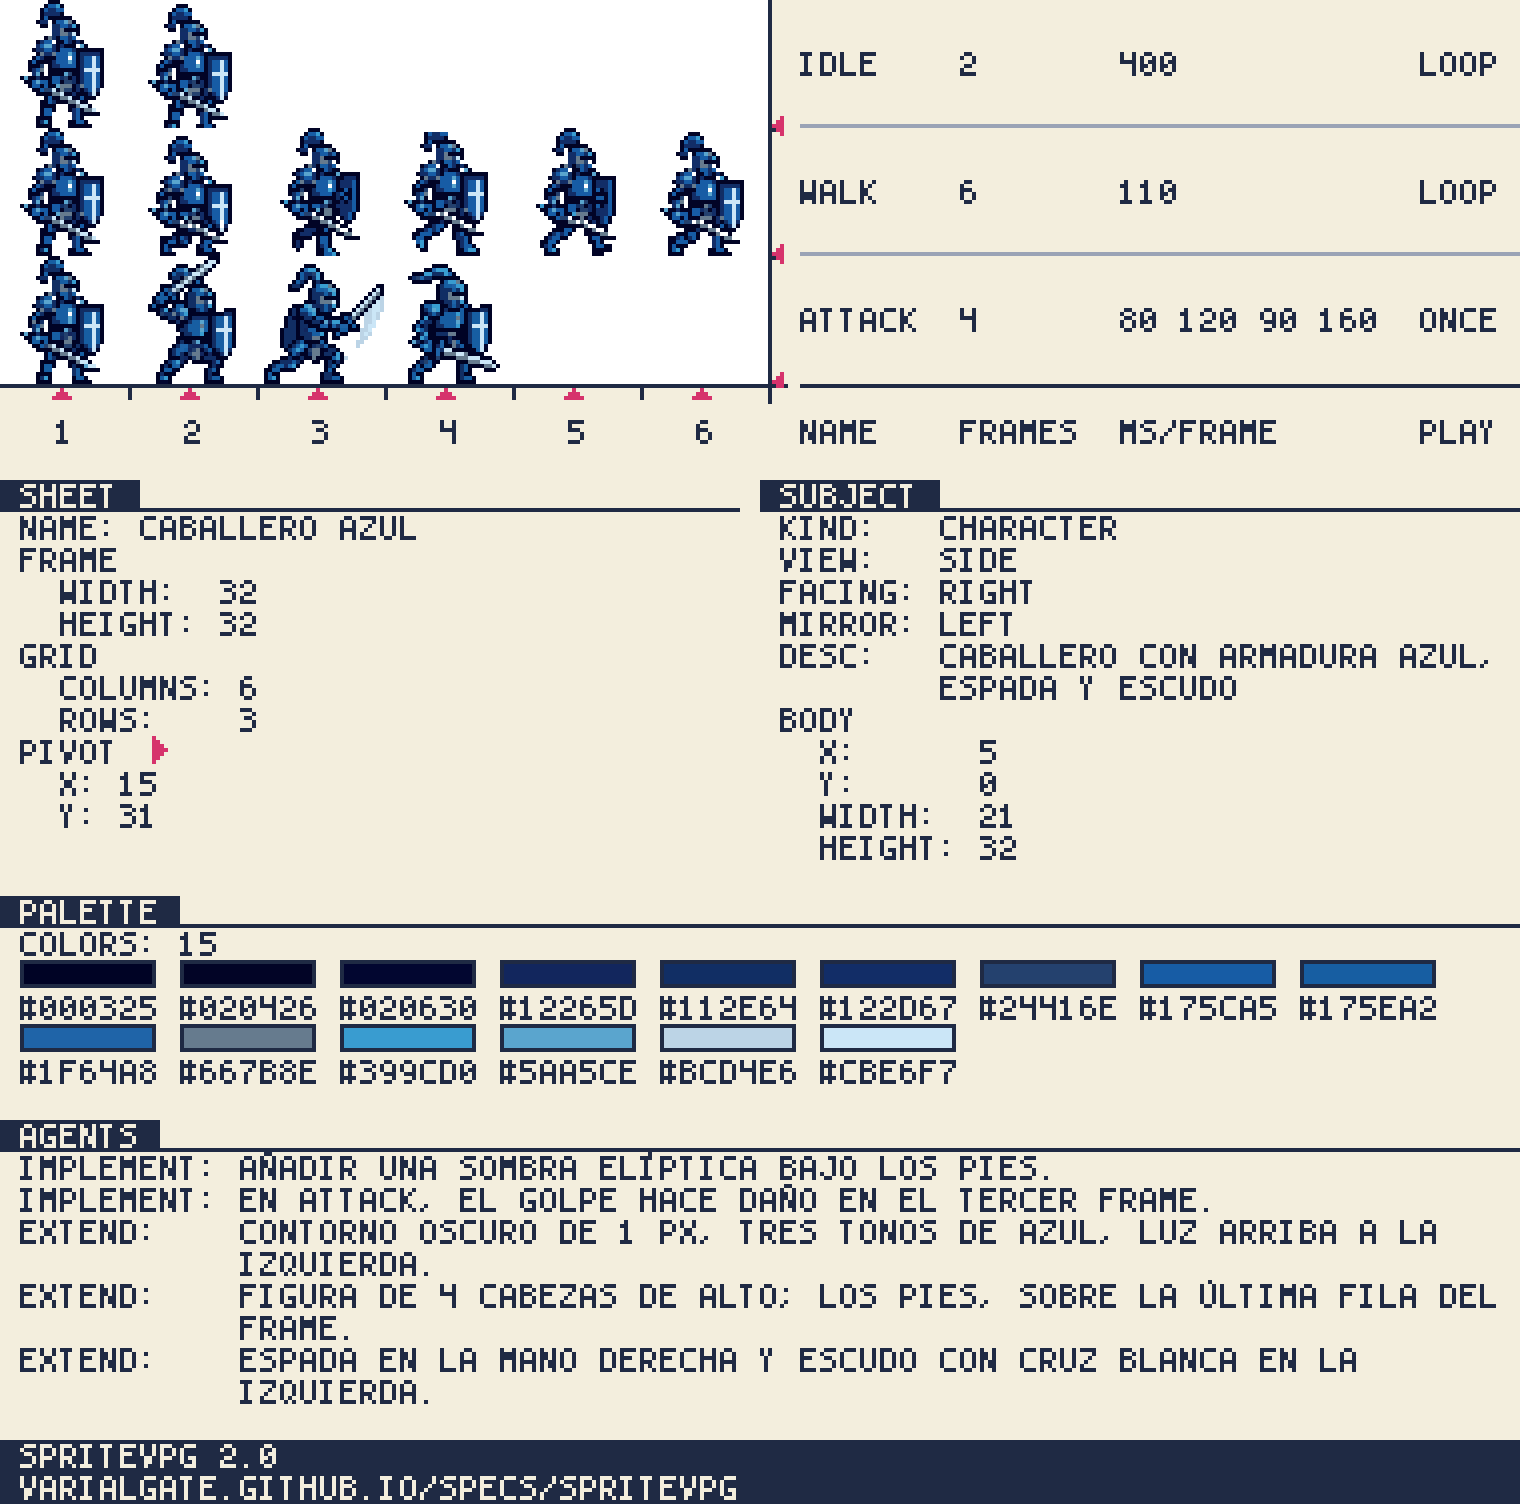 IDLE 2 400 LOOP
WALK 6 110 LOOP
ATTACK 4 80 120 90 160 ONCE
1 2 3 4 5 6 NAME FRAMES MS/FRAME PLAY
SHEET
NAME: CABALLERO AZUL
FRAME
WIDTH: 32
HEIGHT: 32
GRID
COLUMNS: 6
ROWS: 3
PIVOT
X: 15
Y: 31
SUBJECT
KIND: CHARACTER
VIEW: SIDE
FACING: RIGHT
MIRROR: LEFT
DESC: CABALLERO CON ARMADURA AZUL,
ESPADA Y ESCUDO
BODY
X: 5
Y: 0
WIDTH: 21
HEIGHT: 32
PALETTE
COLORS: 15
#000325 #020426 #020630 #12265D #112E64 #122D67 #24416E #175CA5 #175EA2
#1F64A8 #667B8E #399CD0 #5AA5CE #BCD4E6 #CBE6F7
AGENTS
IMPLEMENT: AÑADIR UNA SOMBRA ELÍPTICA BAJO LOS PIES.
IMPLEMENT: EN ATTACK, EL GOLPE HACE DAÑO EN EL TERCER FRAME.
EXTEND: CONTORNO OSCURO DE 1 PX, TRES TONOS DE AZUL, LUZ ARRIBA A LA
IZQUIERDA.
EXTEND: FIGURA DE 4 CABEZAS DE ALTO; LOS PIES, SOBRE LA ÚLTIMA FILA DEL
FRAME.
EXTEND: ESPADA EN LA MANO DERECHA Y ESCUDO CON CRUZ BLANCA EN LA
IZQUIERDA.
SPRITEVPG 2.0
VARIALGATE.GITHUB.IO/SPECS/SPRITEVPG